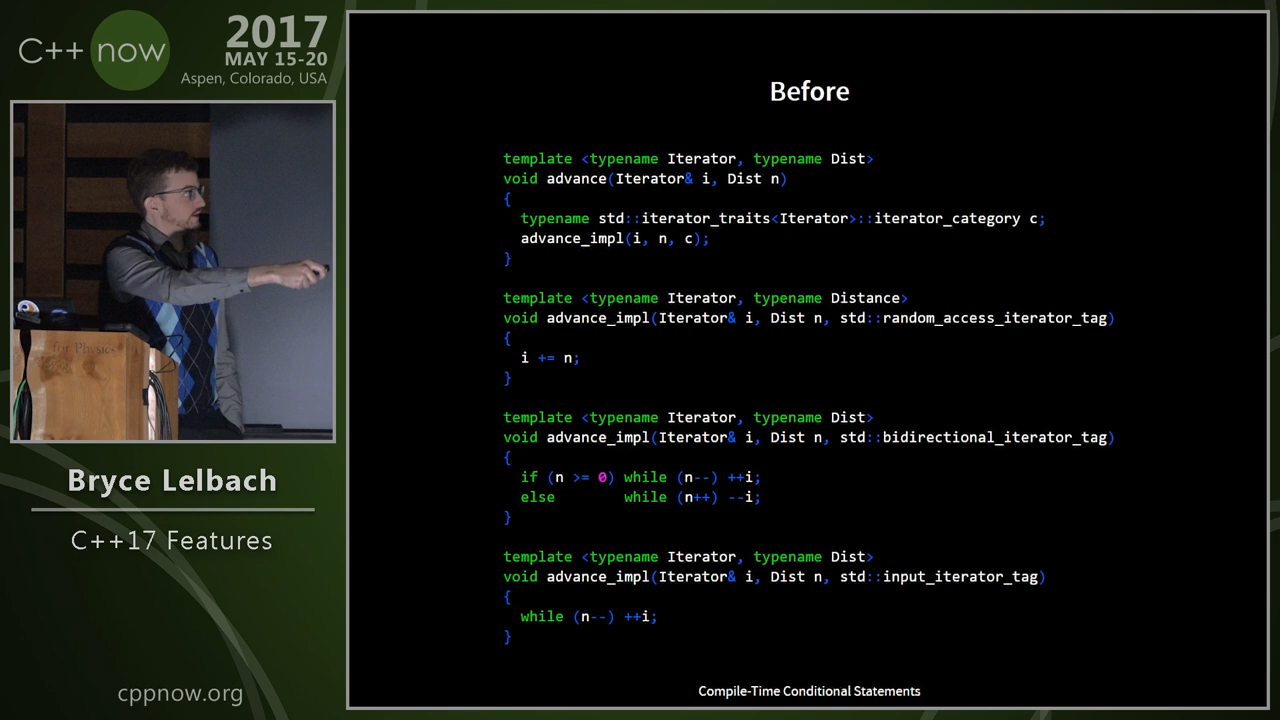 C++ now
2017
MAY 15-20
Aspen, Colorado, USA
for Physics
Bryce Lelbach
C++17 Features
cppnow.org
Before
template <typename Iterator, typename Dist>
void advance(Iterator& i, Dist n)
{
  typename std::iterator_traits<Iterator>::iterator_category c;
  advance_impl(i, n, c);
}
template <typename Iterator, typename Distance>
void advance_impl(Iterator& i, Dist n, std::random_access_iterator_tag)
{
  i += n;
}
template <typename Iterator, typename Dist>
void advance_impl(Iterator& i, Dist n, std::bidirectional_iterator_tag)
{
  if (n >= 0) while (n--) ++i;
  else        while (n++) --i;
}
template <typename Iterator, typename Dist>
void advance_impl(Iterator& i, Dist n, std::input_iterator_tag)
{
  while (n--) ++i;
}
Compile-Time Conditional Statements